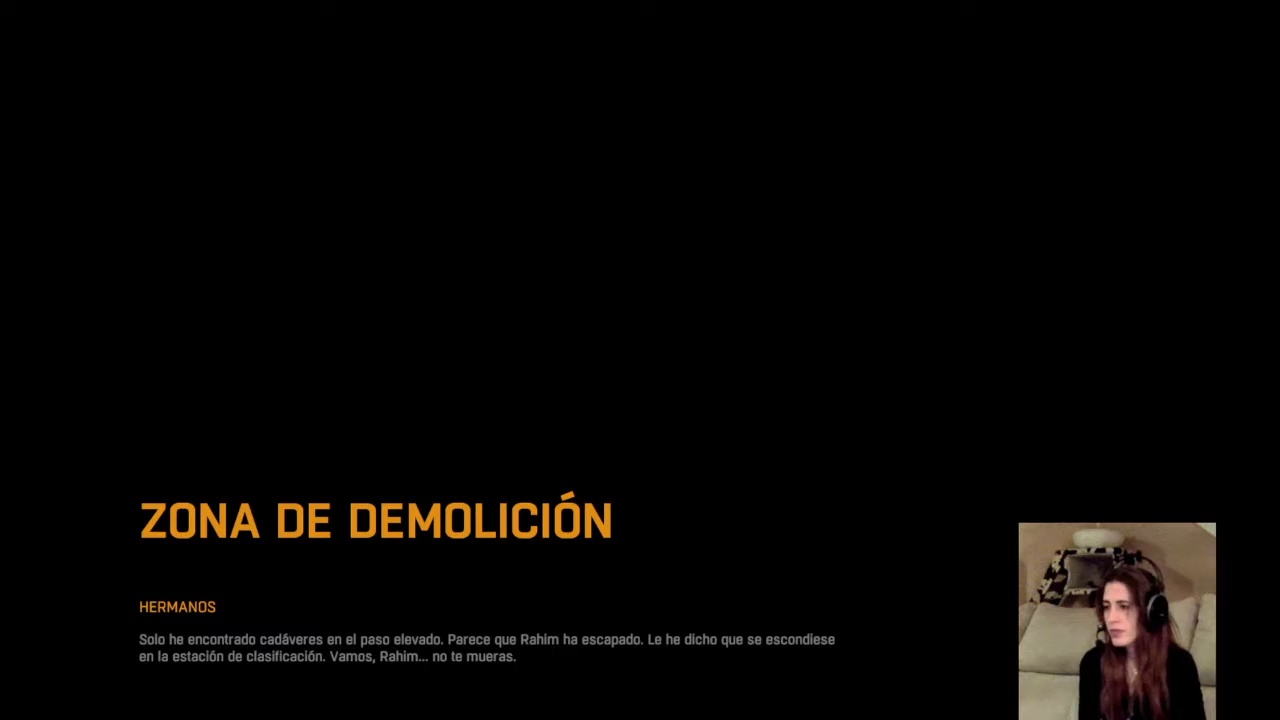 ZONA DE DEMOLICIÓN
HERMANOS
Solo he encontrado cadáveres en el paso elevado. Parece que Rahim ha escapado. Le he dicho que se escondiese
en la estación de clasificación. Vamos, Rahim... no te mueras.